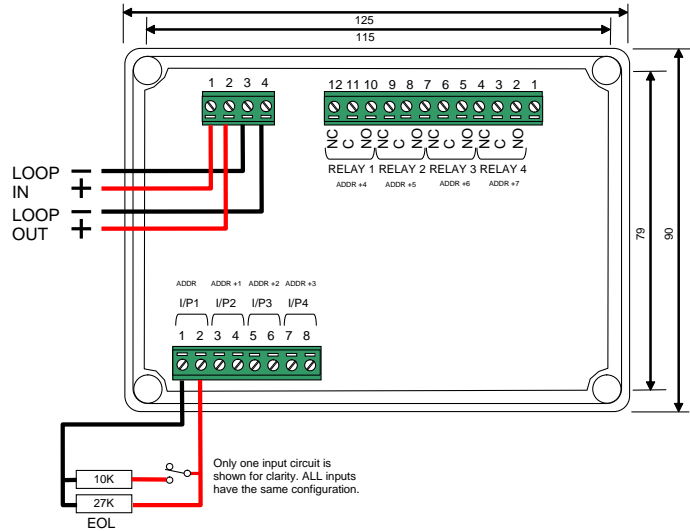 125
115
1 2 3 4
12 11 10 9 8 7 6 5 4 3 2 1
NC C NO NC C NO NC C NO NC C NO
RELAY 1 RELAY 2 RELAY 3 RELAY 4
ADDR +4 ADDR +5 ADDR +6 ADDR +7
LOOP −
IN +
LOOP −
OUT +
79
90
ADDR ADDR +1 ADDR +2 ADDR +3
I/P1 I/P2 I/P3 I/P4
1 2 3 4 5 6 7 8
Only one input circuit is
shown for clarity. ALL inputs
have the same configuration.
10K
27K
EOL